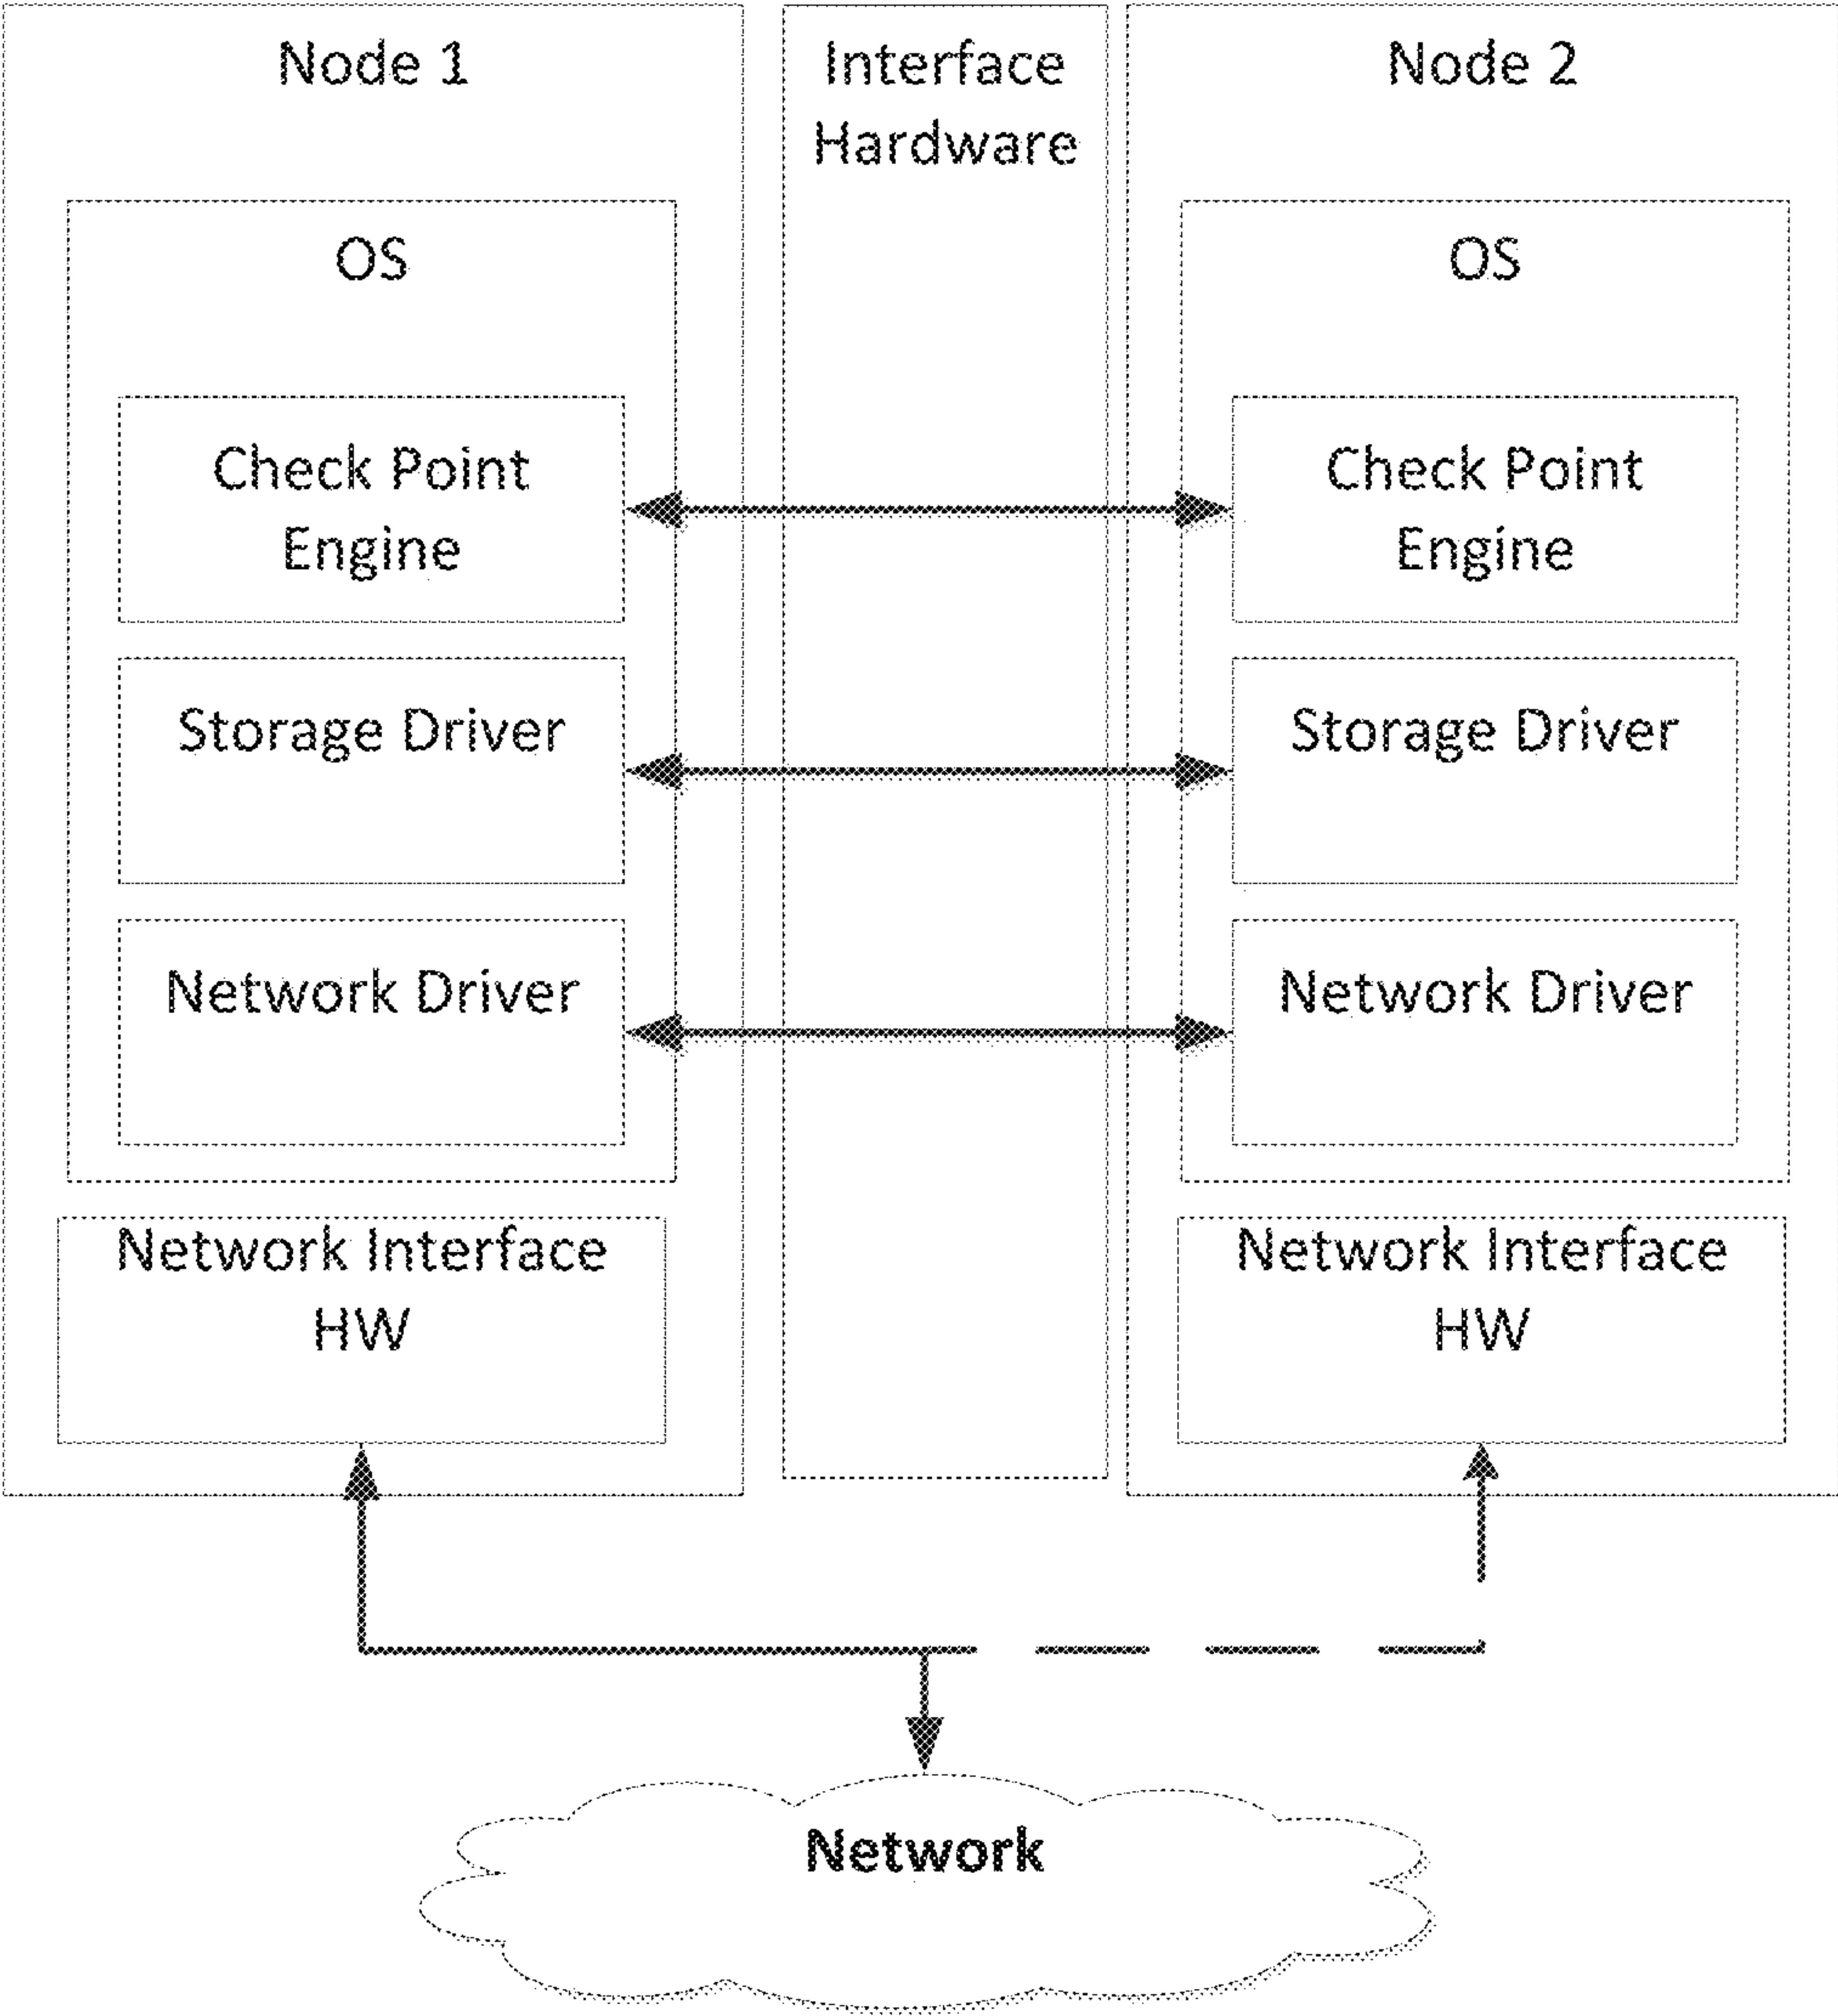 Node 1
OS
Check Point
Engine
Storage Driver
Network Driver
Network Interface
HW
Interface
Hardware
Node 2
OS
Check Point
Engine
Storage Driver
Network Driver
Network Interface
HW
Network